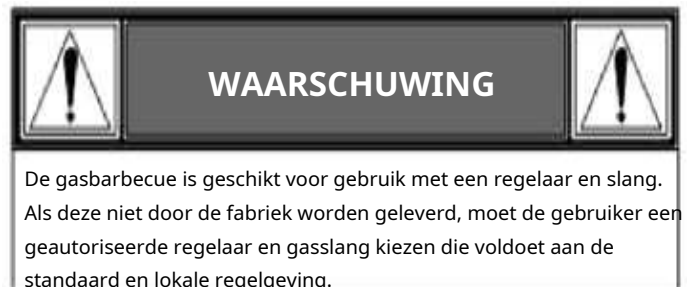 WAARSCHUWING
De gasbarbecue is geschikt voor gebruik met een regelaar en slang.
Als deze niet door de fabriek worden geleverd, moet de gebruiker een
geautoriseerde regelaar en gasslang kiezen die voldoet aan de
standaard en lokale regelgeving.